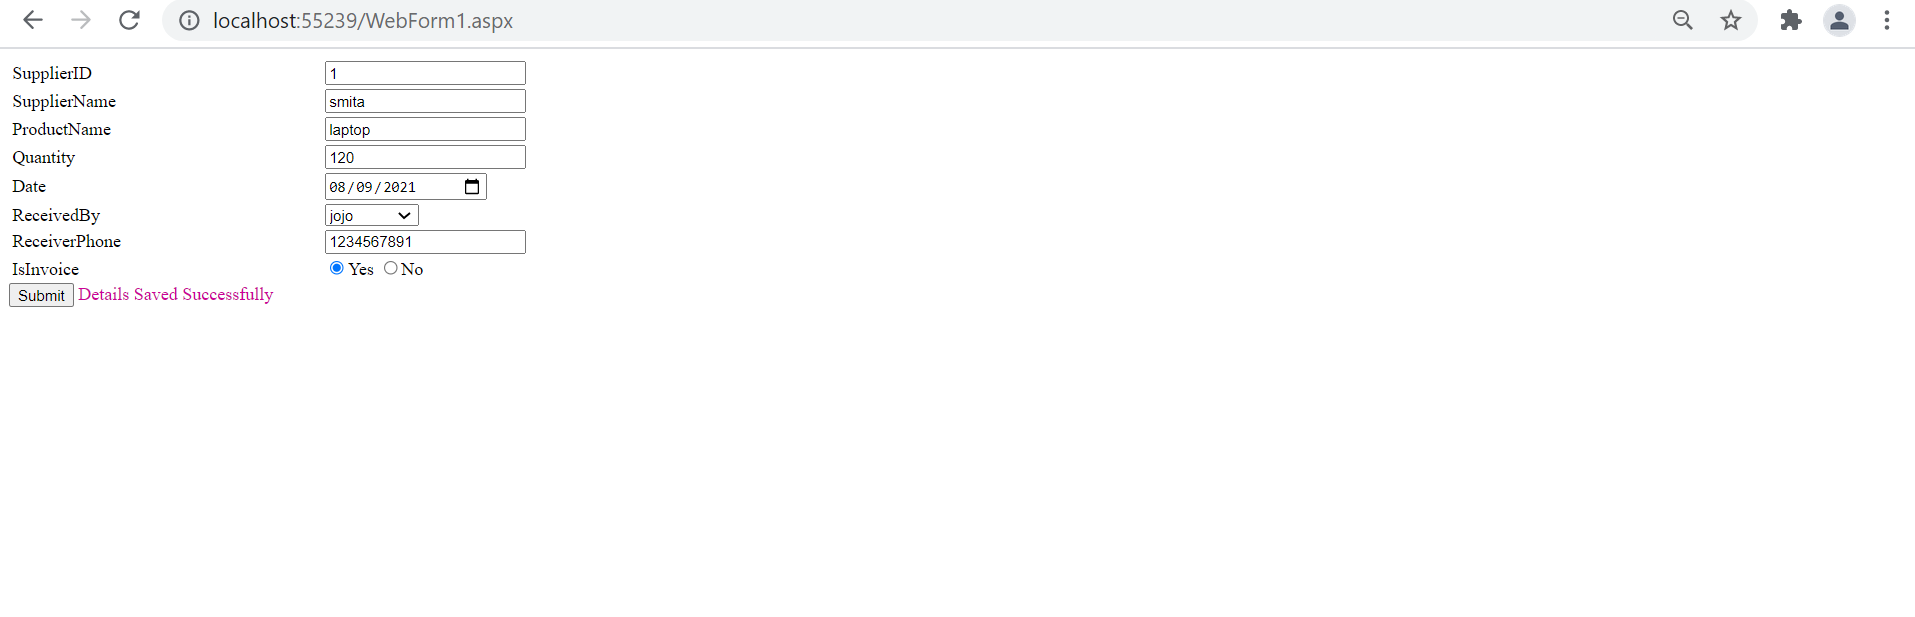 localhost:55239/WebForm1.aspx
SupplierID 1
SupplierName smita
ProductName laptop
Quantity 120
Date 08/09/2021
ReceivedBy jojo
ReceiverPhone 1234567891
IsInvoice Yes No
Submit Details Saved Successfully